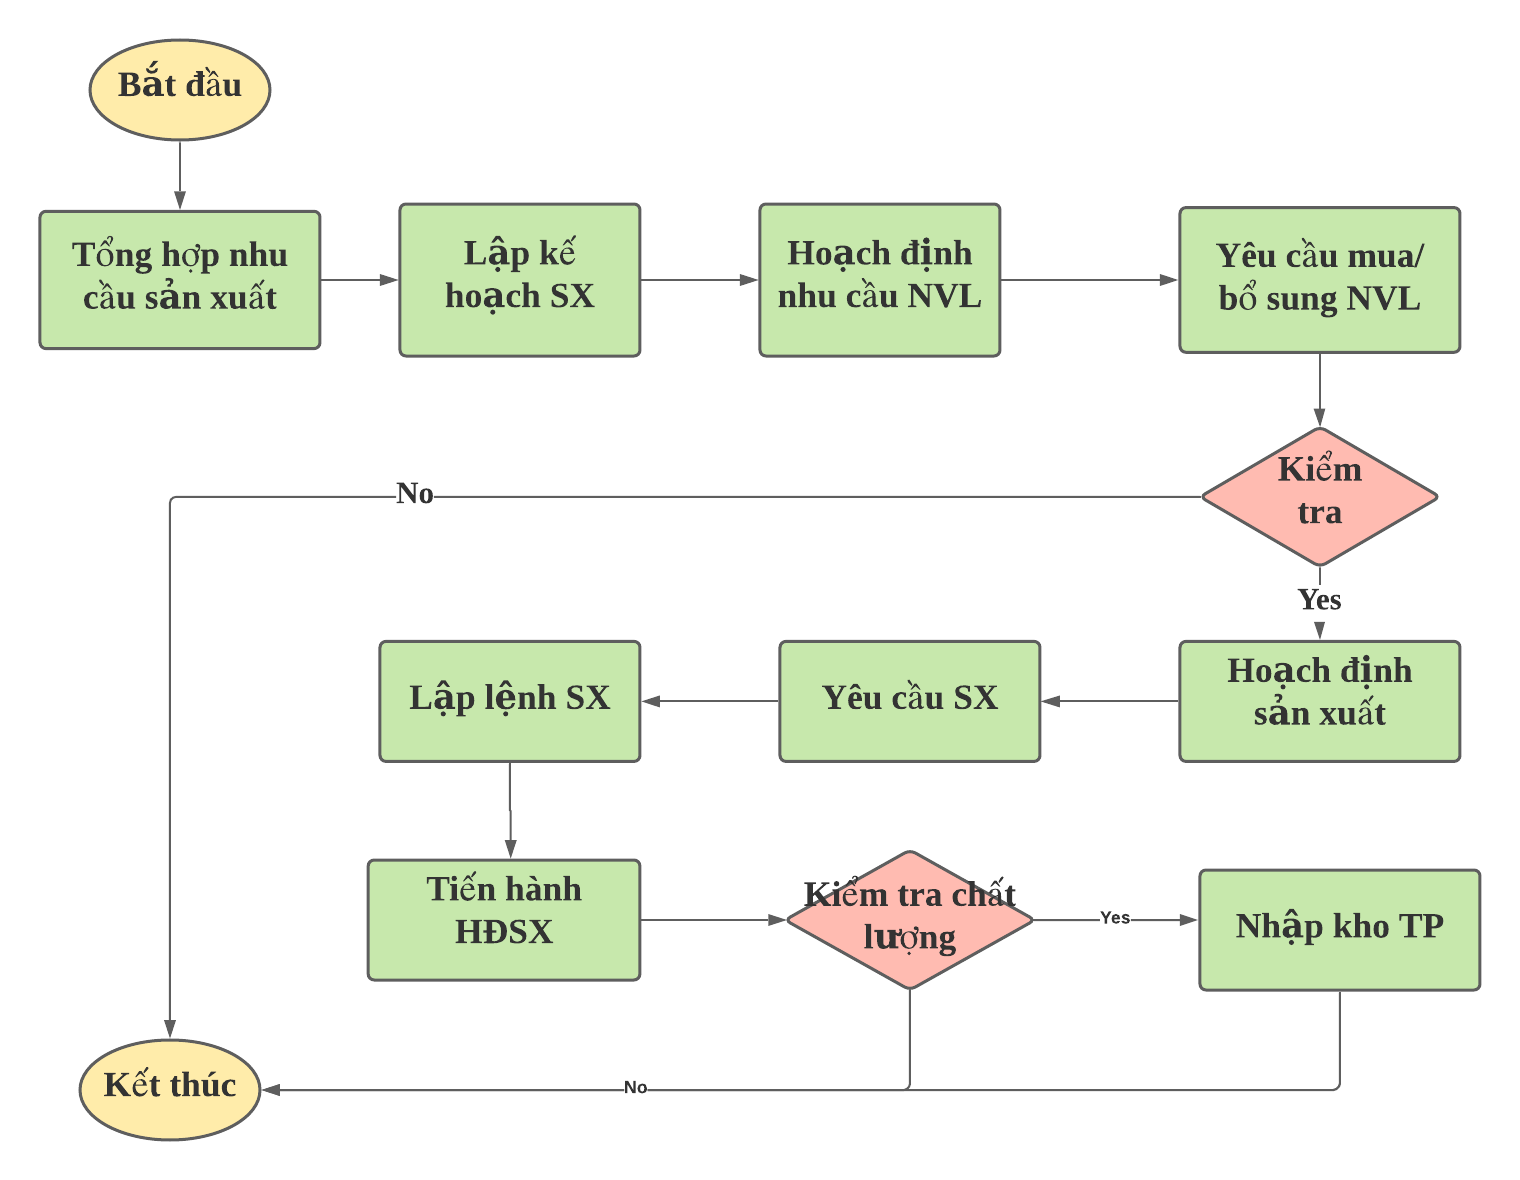 Bắt đầu
Tổng hợp nhu
cầu sản xuất
Lập kế
hoạch SX
Hoạch định
nhu cầu NVL
Yêu cầu mua/
bổ sung NVL
Kiểm
tra
No
Yes
Hoạch định
sản xuất
Yêu cầu SX
Lập lệnh SX
Tiến hành
HĐSX
Kiểm tra chất
lượng
Yes
Nhập kho TP
No
Kết thúc